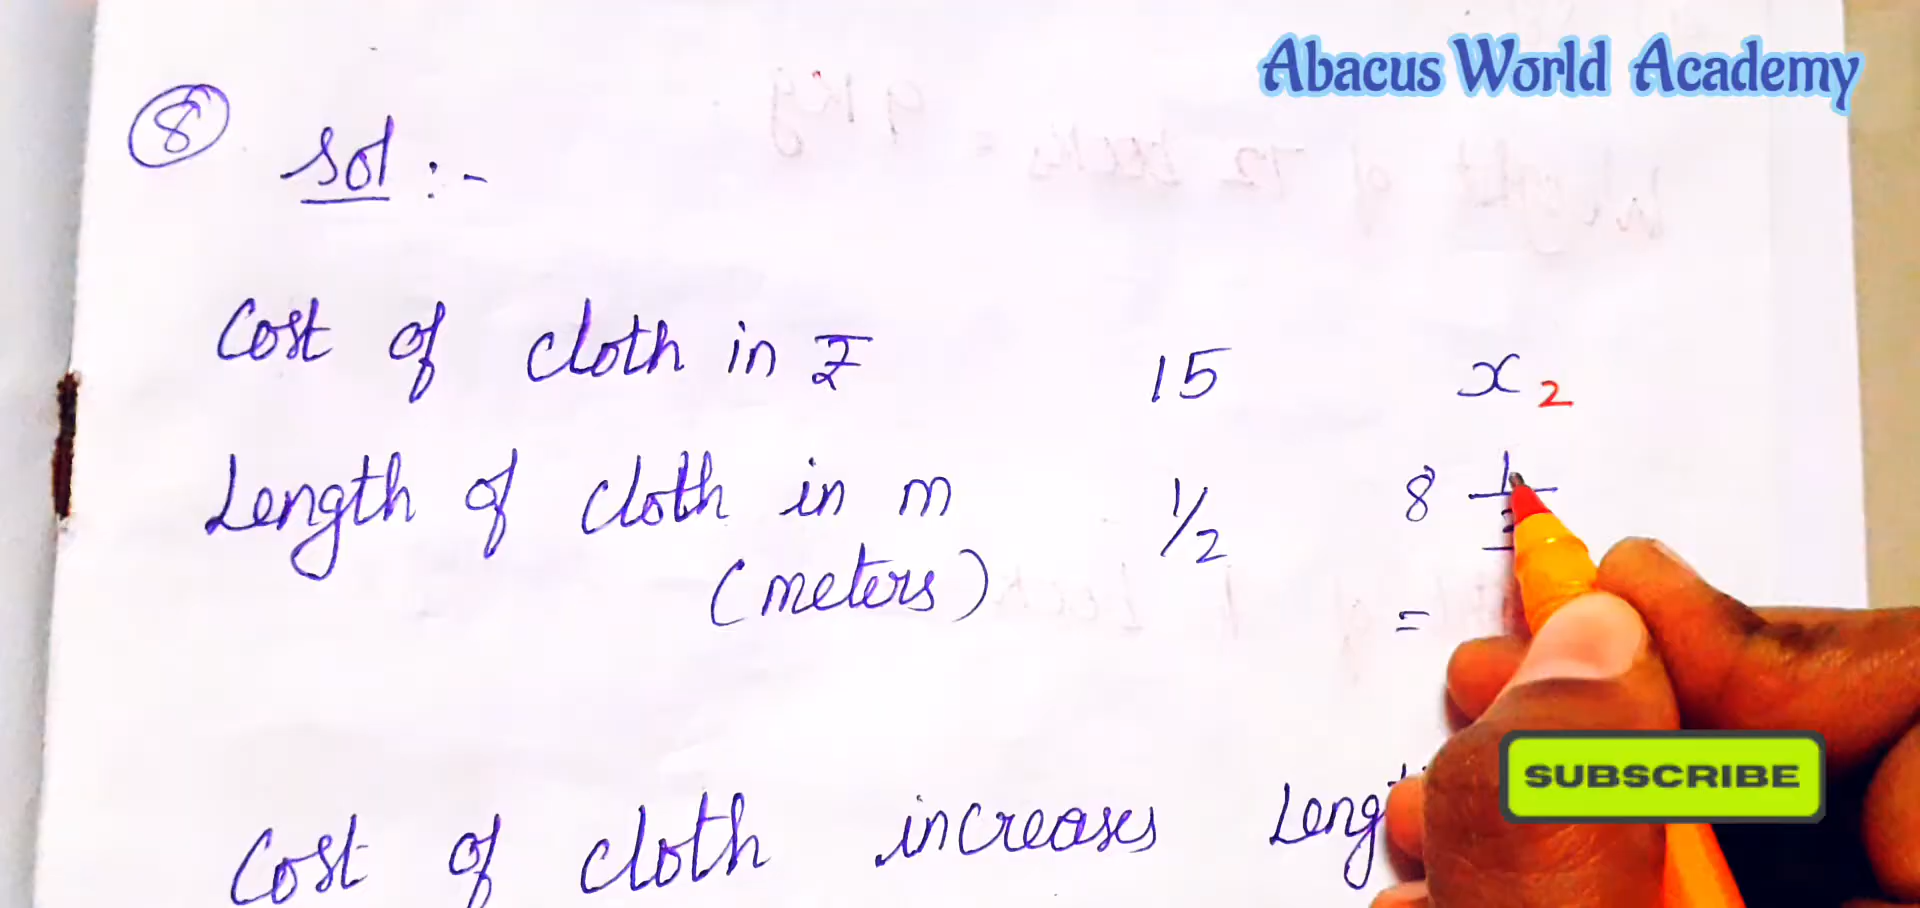 Abacus World Academy
8 Sol :-
Cost of cloth in ₹ 15 x 2
Length of cloth in m 1/2 8 1
(meters) =
SUBSCRIBE
Cost of cloth increases